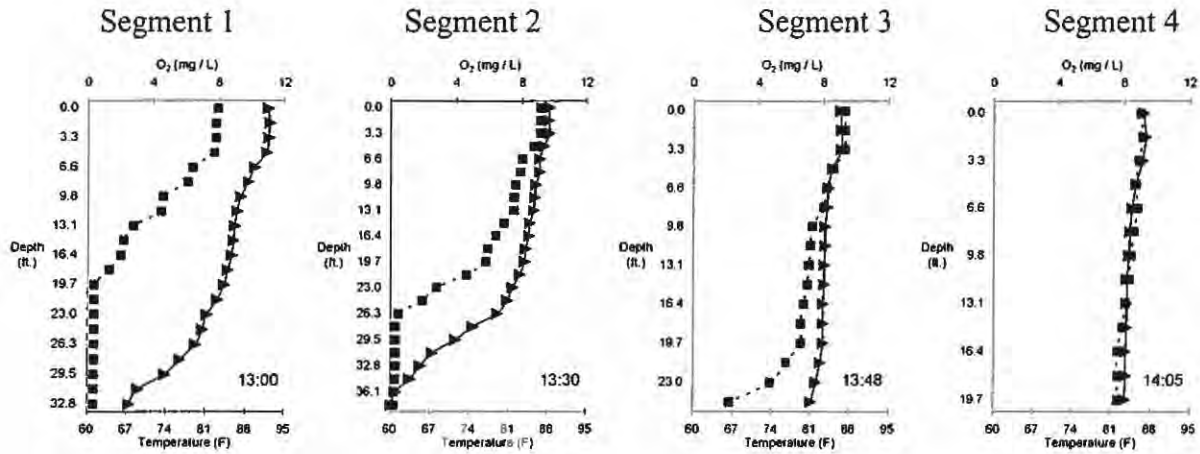 Segment 1
O₂ (mg / L)
0 4 8 12
0.0
3.3
6.6
9.8
13.1
Depth
(ft.)
16.4
19.7
23.0
26.3
29.5
32.8
13:00
60 67 74 81 88 95
Temperature (F)
Segment 2
O₂ (mg / L)
0 4 8 12
0.0
3.3
6.6
9.8
13.1
Depth
(ft.)
16.4
19.7
23.0
26.3
29.5
32.8
36.1
13:30
60 67 74 81 88 95
Temperature (F)
Segment 3
O₂ (mg / L)
0 4 8 12
0.0
3.3
6.6
9.8
Depth
(ft.)
13.1
16.4
19.7
23.0
13:48
60 67 74 81 88 95
Temperature (F)
Segment 4
O₂ (mg / L)
0 4 8 12
0.0
3.3
6.6
Depth
(ft.)
9.8
13.1
16.4
19.7
14:05
60 67 74 81 88 95
Temperature (F)